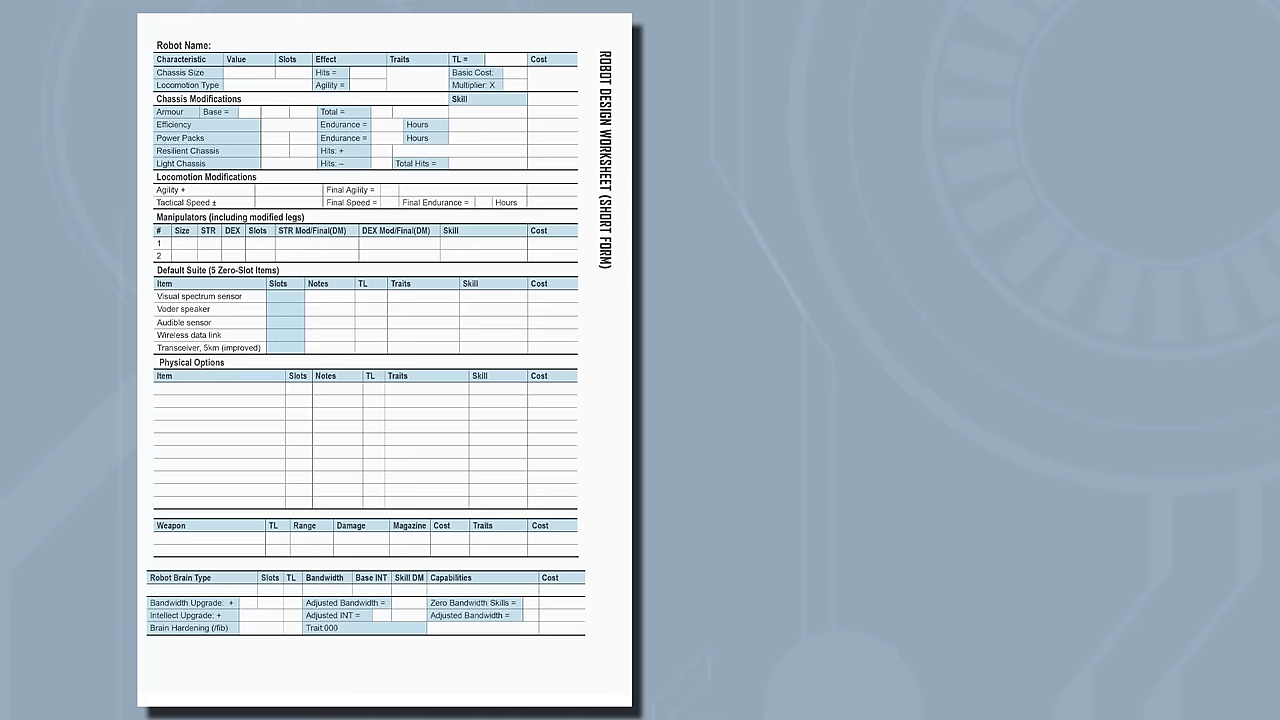 Robot Name:
Characteristic Value Slots Effect Traits TL = Cost
Chassis Size Hits = Basic Cost:
Locomotion Type Agility = Multiplier: X
Chassis Modifications Skill
Armour Base = Total =
Efficiency Endurance = Hours
Power Packs Endurance = Hours
Resilient Chassis Hits: +
Light Chassis Hits: – Total Hits =
Locomotion Modifications
Agility + Final Agility =
Tactical Speed ± Final Speed = Final Endurance = Hours
Manipulators (including modified legs)
# Size STR DEX Slots STR Mod/Final(DM) DEX Mod/Final(DM) Skill Cost
1
2
Default Suite (5 Zero-Slot Items)
Item Slots Notes TL Traits Skill Cost
Visual spectrum sensor
Voder speaker
Audible sensor
Wireless data link
Transceiver, 5km (improved)
Physical Options
Item Slots Notes TL Traits Skill Cost
Weapon TL Range Damage Magazine Cost Traits Cost
Robot Brain Type Slots TL Bandwidth Base INT Skill DM Capabilities Cost
Bandwidth Upgrade: + Adjusted Bandwidth = Zero Bandwidth Skills =
Intellect Upgrade: + Adjusted INT = Adjusted Bandwidth =
Brain Hardening (/fib) Trait:000
ROBOT DESIGN WORKSHEET (SHORT FORM)